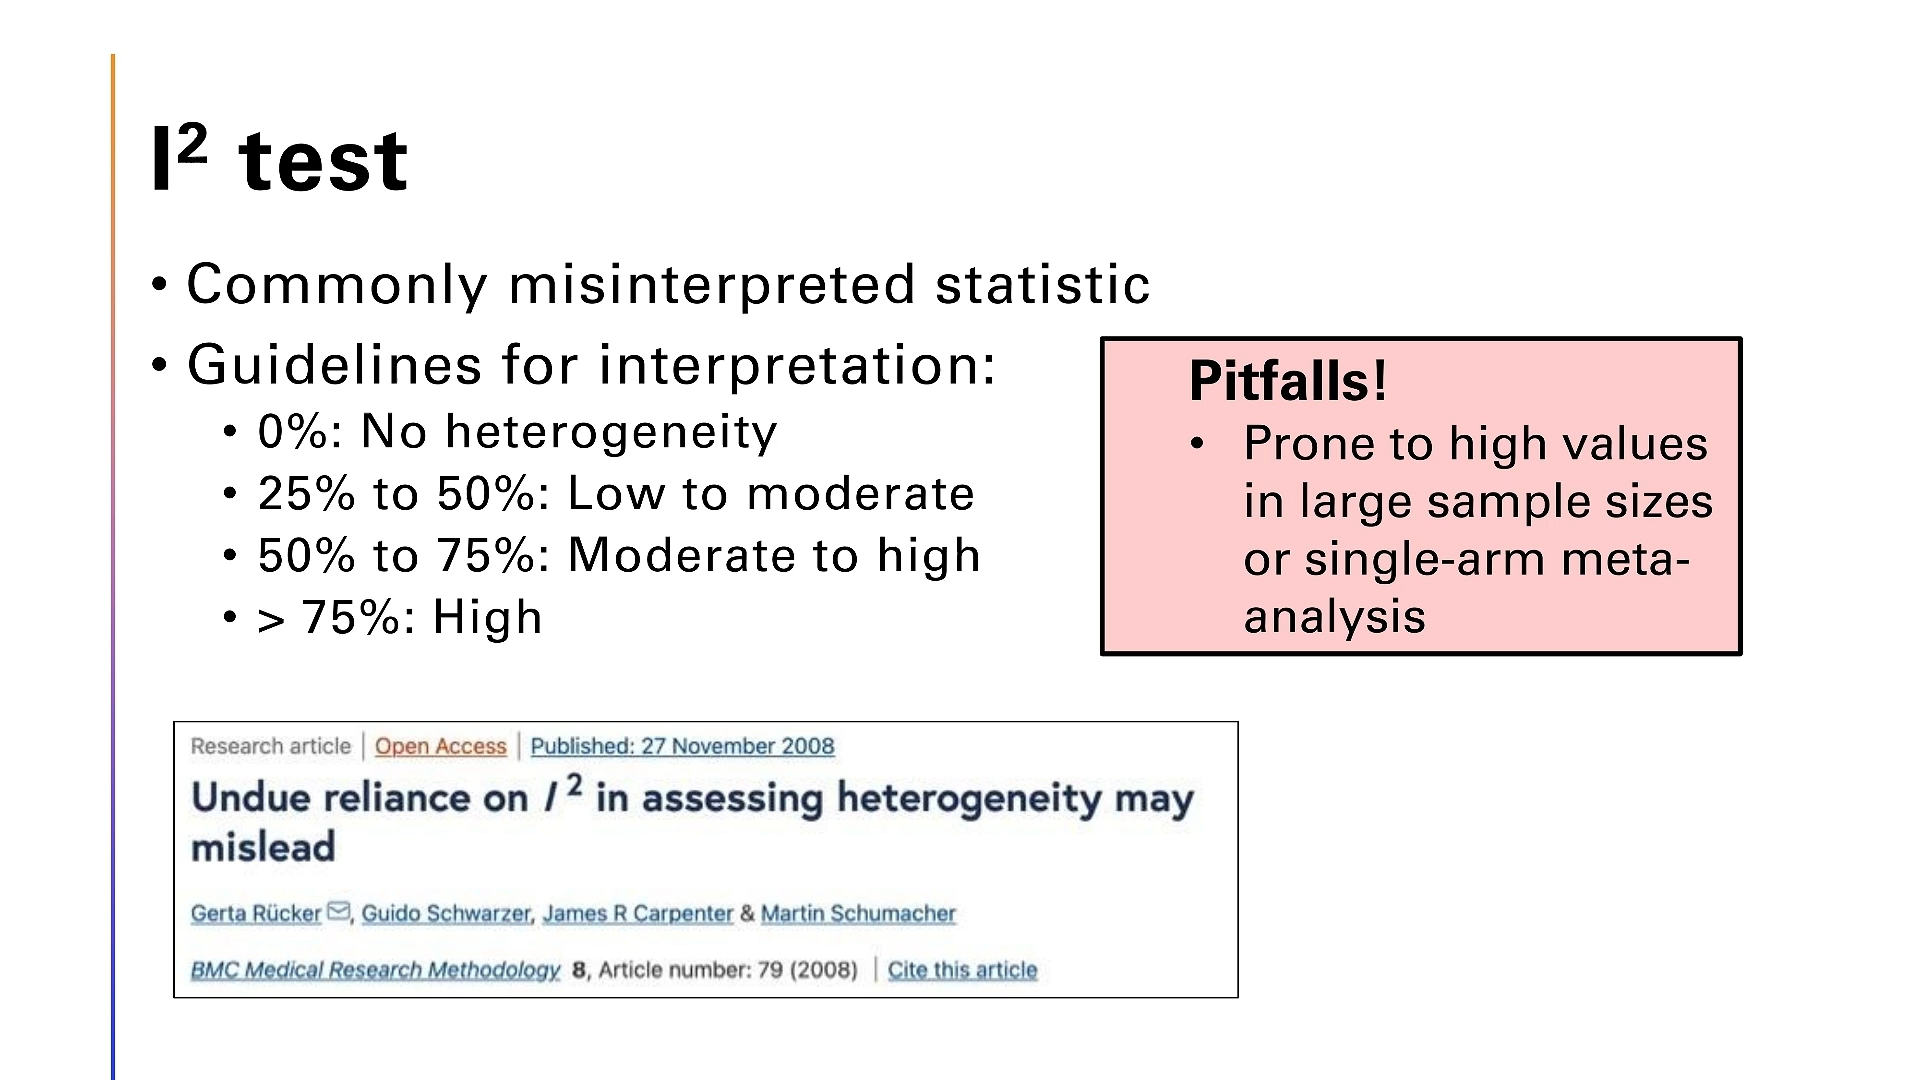 I² test
• Commonly misinterpreted statistic
• Guidelines for interpretation:
• 0%: No heterogeneity
• 25% to 50%: Low to moderate
• 50% to 75%: Moderate to high
• > 75%: High
Pitfalls!
• Prone to high values
in large sample sizes
or single-arm meta-
analysis
Research article | Open Access | Published: 27 November 2008
Undue reliance on I ² in assessing heterogeneity may
mislead
Gerta Rücker, Guido Schwarzer, James R Carpenter & Martin Schumacher
BMC Medical Research Methodology 8, Article number: 79 (2008) | Cite this article